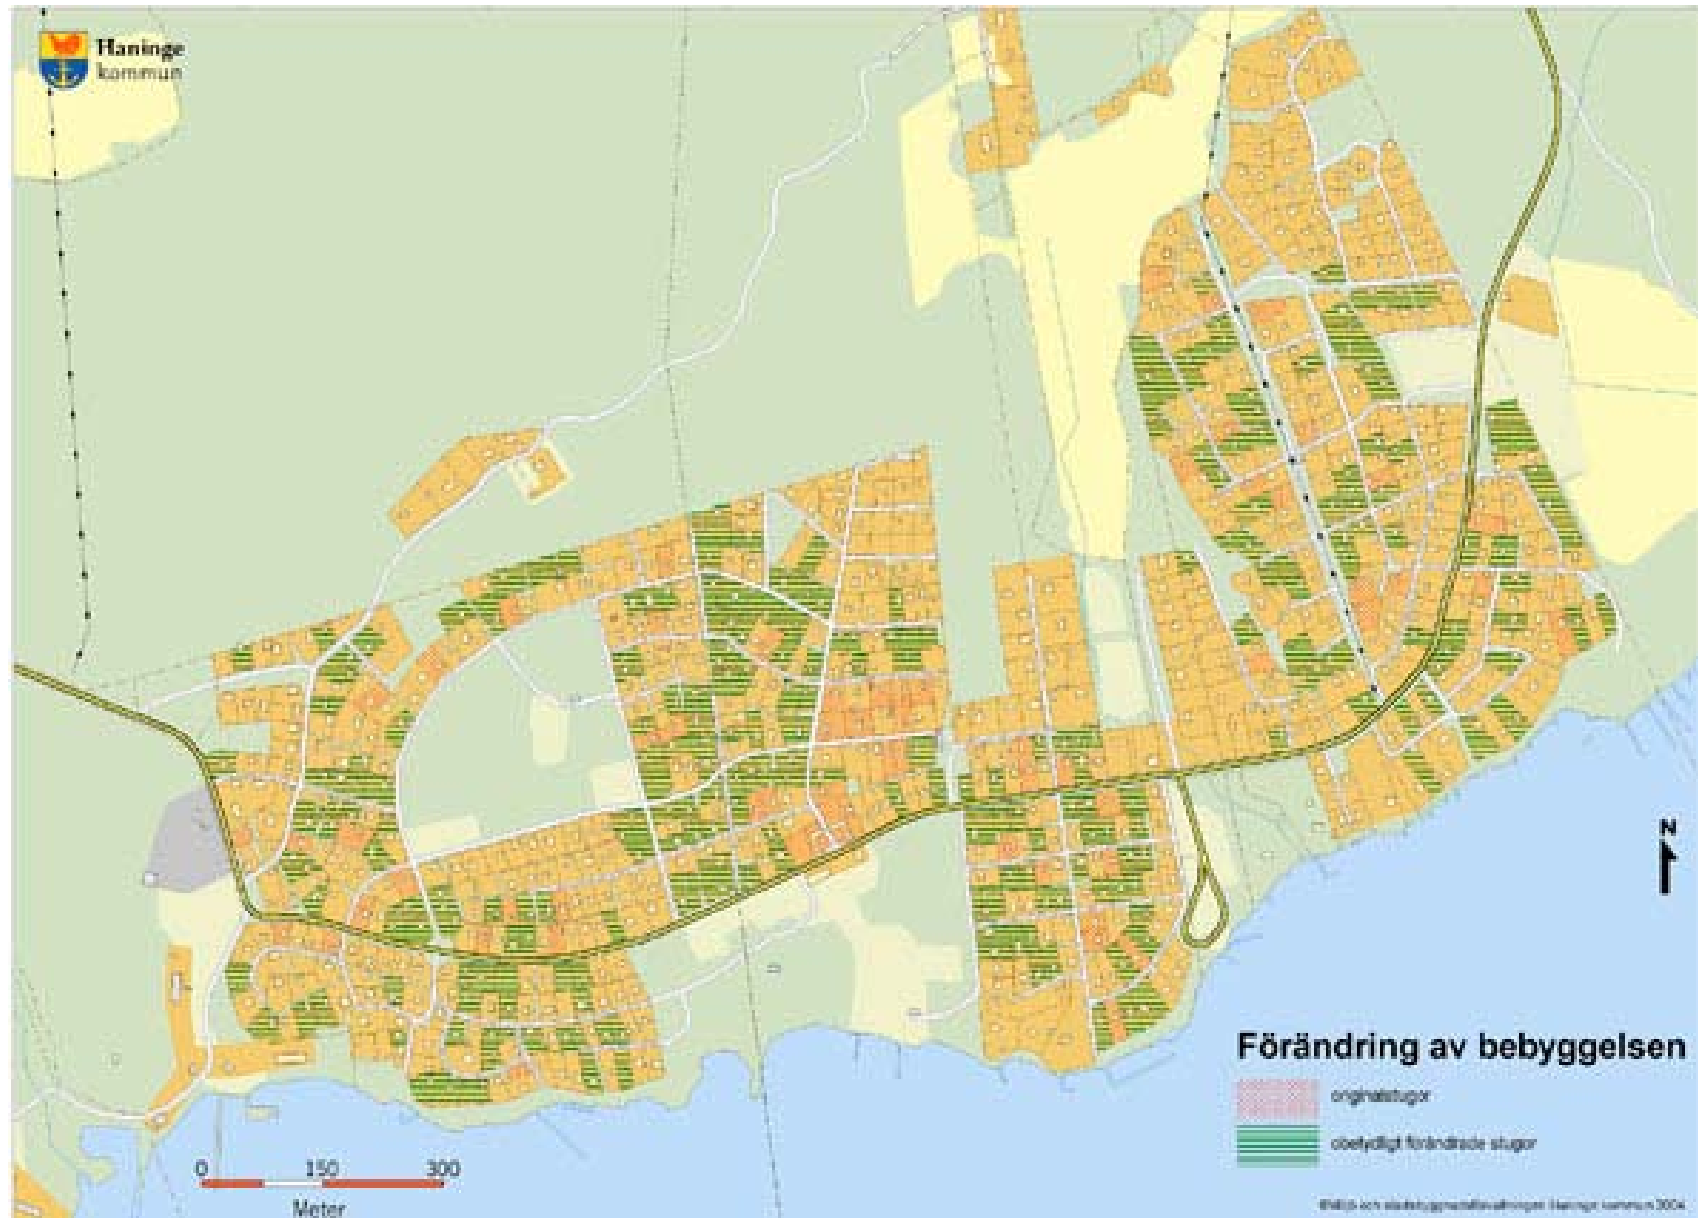 Haninge
kommun
N
Förändring av bebyggelsen
originalstugor
obetydligt förändrade stugor
0 150 300
Meter